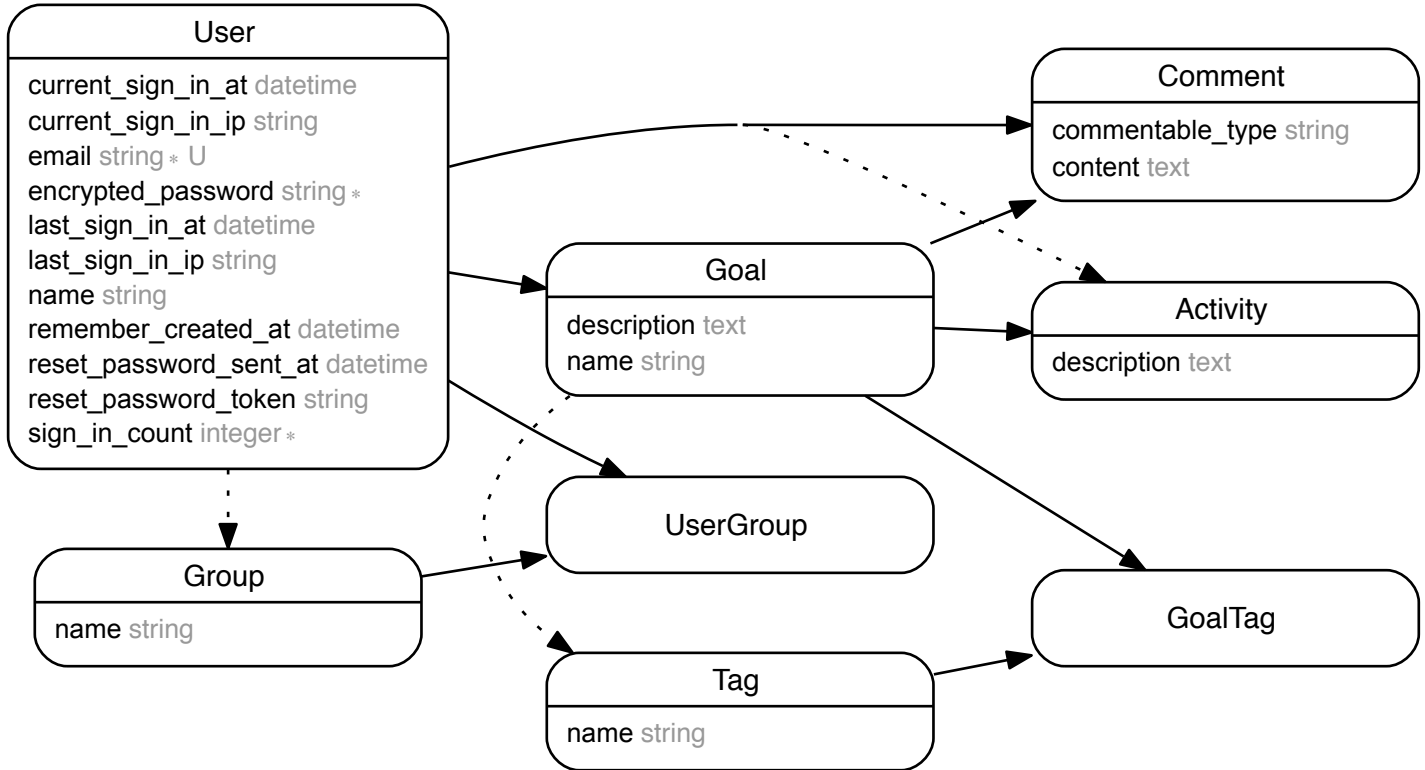 User
current_sign_in_at datetime
current_sign_in_ip string
email string * U
encrypted_password string *
last_sign_in_at datetime
last_sign_in_ip string
name string
remember_created_at datetime
reset_password_sent_at datetime
reset_password_token string
sign_in_count integer *
Comment
commentable_type string
content text
Goal
description text
name string
Activity
description text
UserGroup
Group
name string
GoalTag
Tag
name string